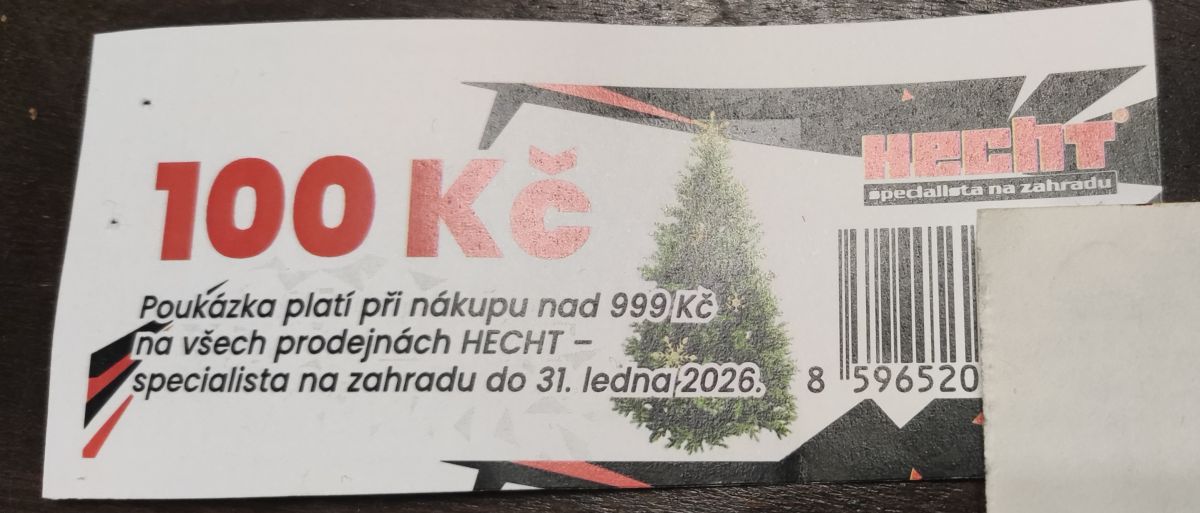 100 Kč
Poukázka platí při nákupu nad 999 Kč
na všech prodejnách HECHT –
specialista na zahradu do 31. ledna 2026.
HECHT®
specialista na zahradu
8 596520